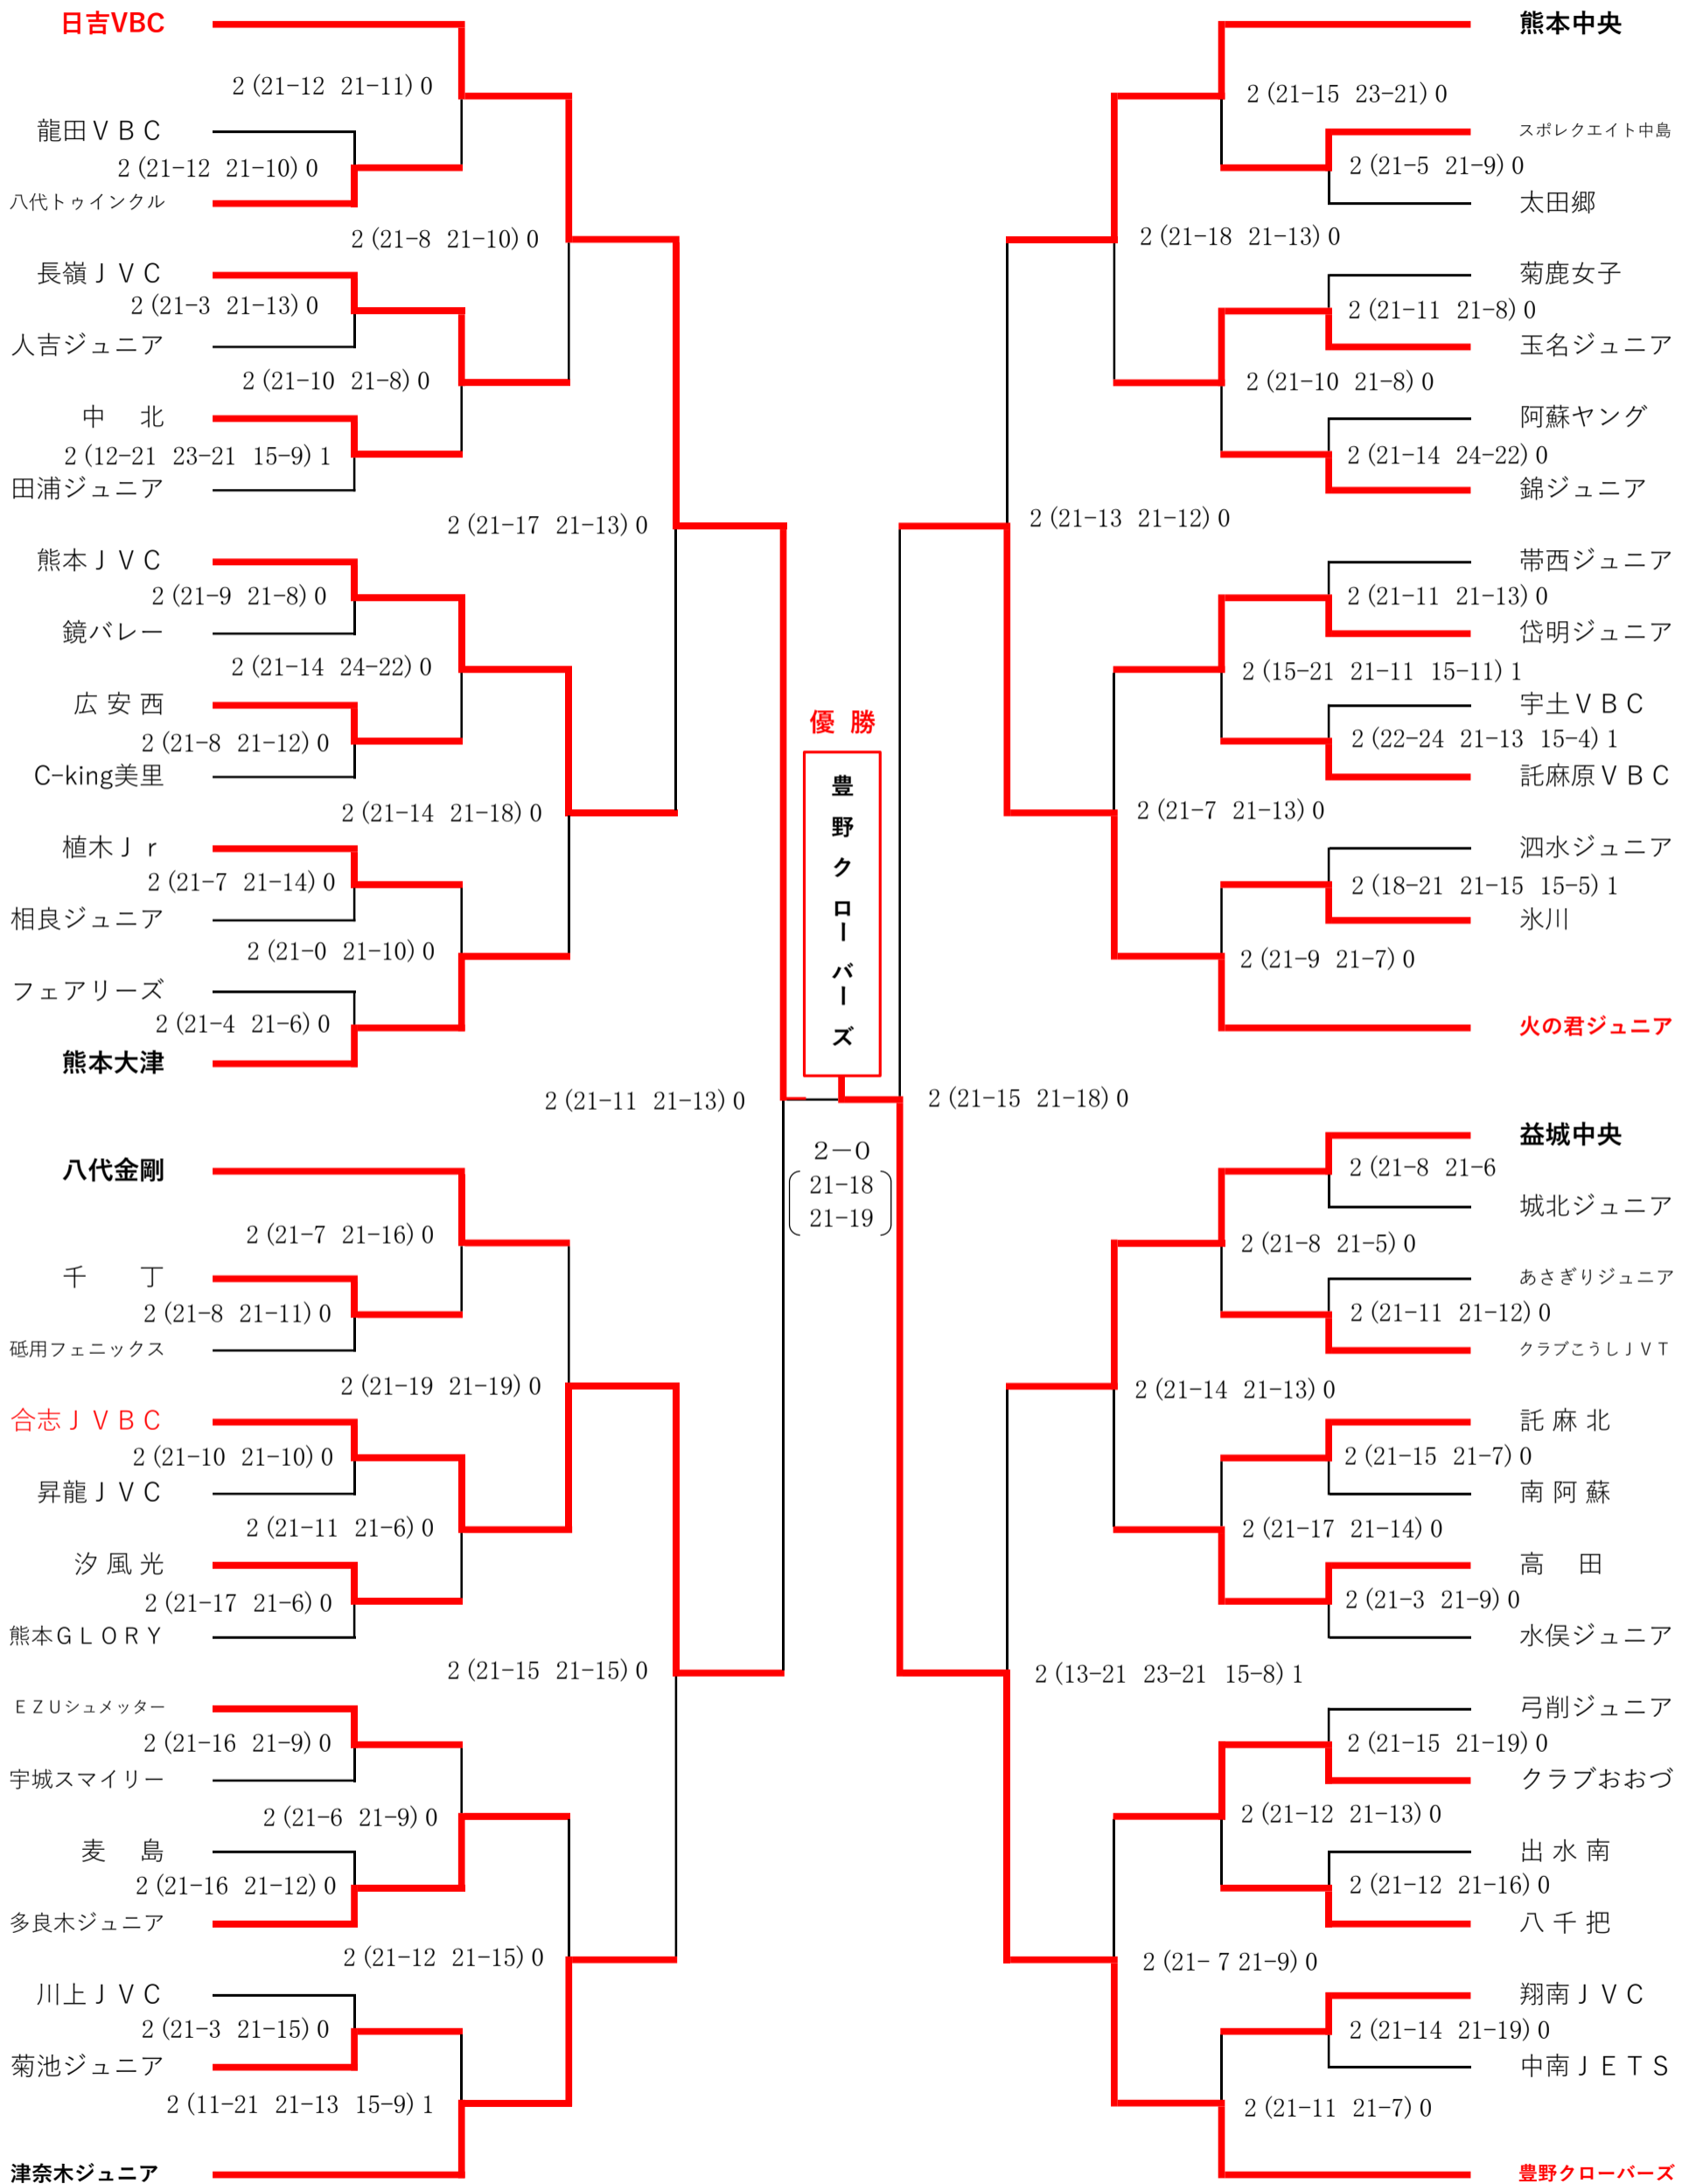 日吉VBC
2 (21-12 21-11) 0
龍田ＶＢＣ
2 (21-12 21-10) 0
八代トゥインクル
2 (21-8 21-10) 0
長嶺ＪＶＣ
2 (21-3 21-13) 0
人吉ジュニア
2 (21-10 21-8) 0
中 北
2 (12-21 23-21 15-9) 1
田浦ジュニア
2 (21-17 21-13) 0
熊本ＪＶＣ
2 (21-9 21-8) 0
鏡バレー
2 (21-14 24-22) 0
広 安 西
2 (21-8 21-12) 0
C-king美里
2 (21-14 21-18) 0
植木Ｊｒ
2 (21-7 21-14) 0
相良ジュニア
2 (21-0 21-10) 0
フェアリーズ
2 (21-4 21-6) 0
熊本大津
2 (21-11 21-13) 0
八代金剛
2 (21-7 21-16) 0
千 丁
2 (21-8 21-11) 0
砥用フェニックス
2 (21-19 21-19) 0
合志ＪＶＢＣ
2 (21-10 21-10) 0
昇龍ＪＶＣ
2 (21-11 21-6) 0
汐 風 光
2 (21-17 21-6) 0
熊本ＧＬＯＲＹ
2 (21-15 21-15) 0
ＥＺＵシュメッター
2 (21-16 21-9) 0
宇城スマイリー
2 (21-6 21-9) 0
麦 島
2 (21-16 21-12) 0
多良木ジュニア
2 (21-12 21-15) 0
川上ＪＶＣ
2 (21-3 21-15) 0
菊池ジュニア
2 (11-21 21-13 15-9) 1
津奈木ジュニア
優 勝
豊野クローバーズ
2－0
21-18
21-19
熊本中央
2 (21-15 23-21) 0
スポレクエイト中島
2 (21-5 21-9) 0
太田郷
2 (21-18 21-13) 0
菊鹿女子
2 (21-11 21-8) 0
玉名ジュニア
2 (21-10 21-8) 0
阿蘇ヤング
2 (21-14 24-22) 0
錦ジュニア
2 (21-13 21-12) 0
帯西ジュニア
2 (21-11 21-13) 0
岱明ジュニア
2 (15-21 21-11 15-11) 1
宇土ＶＢＣ
2 (22-24 21-13 15-4) 1
託麻原ＶＢＣ
2 (21-7 21-13) 0
泗水ジュニア
2 (18-21 21-15 15-5) 1
氷川
2 (21-9 21-7) 0
火の君ジュニア
2 (21-15 21-18) 0
益城中央
2 (21-8 21-6
城北ジュニア
2 (21-8 21-5) 0
あさぎりジュニア
2 (21-11 21-12) 0
クラブこうしＪＶＴ
2 (21-14 21-13) 0
託 麻 北
2 (21-15 21-7) 0
南 阿 蘇
2 (21-17 21-14) 0
高 田
2 (21-3 21-9) 0
水俣ジュニア
2 (13-21 23-21 15-8) 1
弓削ジュニア
2 (21-15 21-19) 0
クラブおおづ
2 (21-12 21-13) 0
出 水 南
2 (21-12 21-16) 0
八 千 把
2 (21- 7 21-9) 0
翔南ＪＶＣ
2 (21-14 21-19) 0
中南ＪＥＴＳ
2 (21-11 21-7) 0
豊野クローバーズ